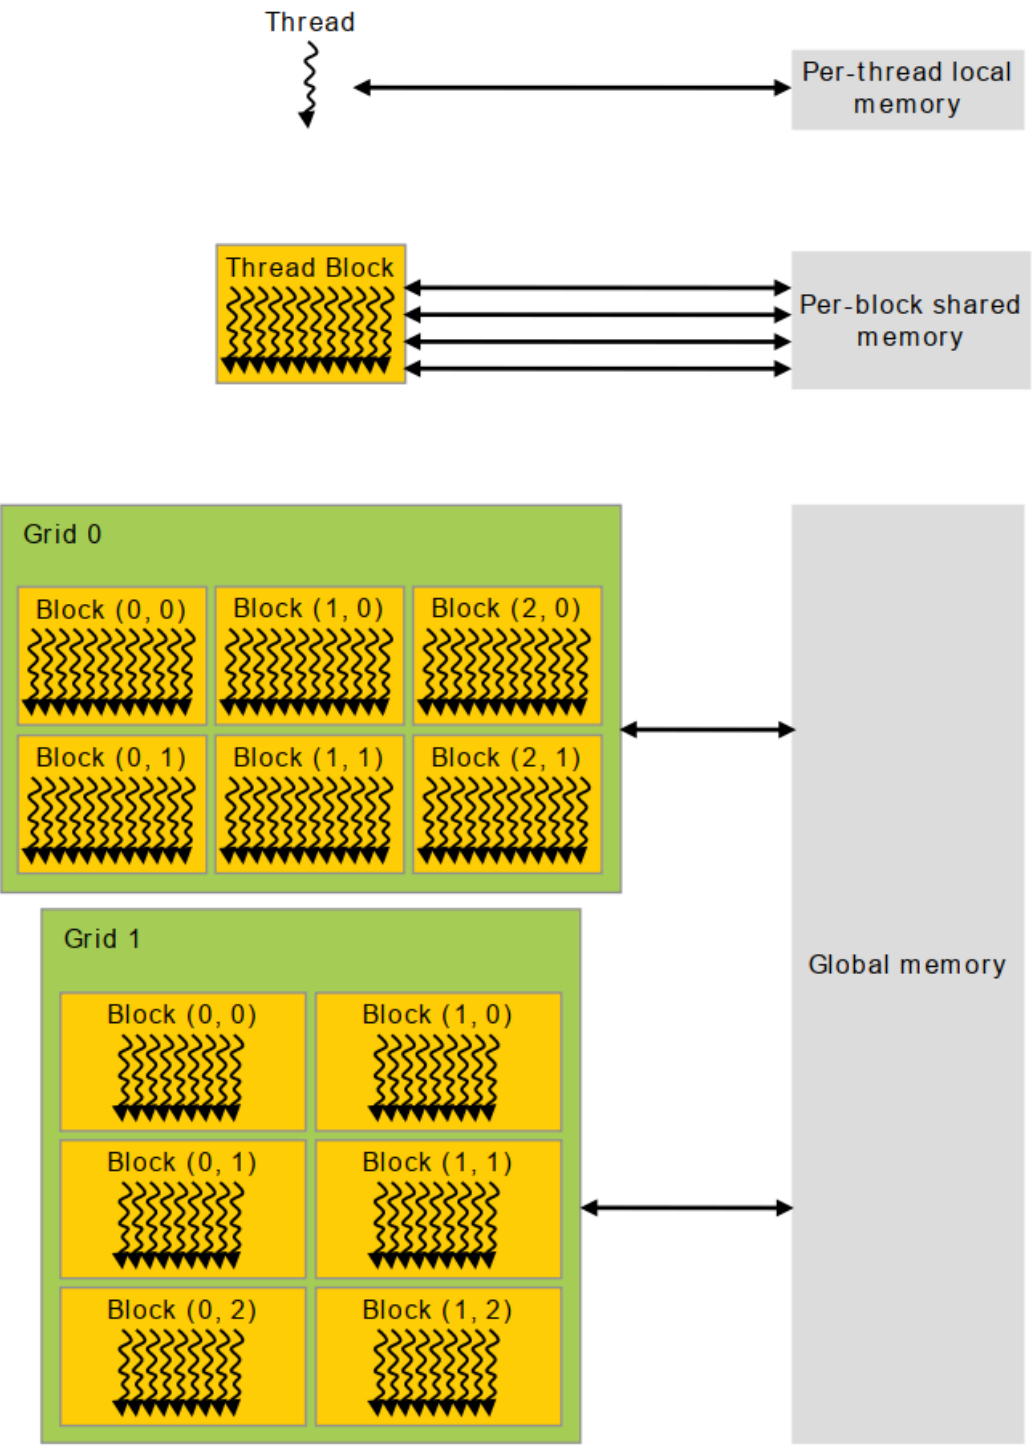 Thread
Per-thread local
memory
Thread Block
Per-block shared
memory
Grid 0
Block (0, 0)
Block (1, 0)
Block (2, 0)
Block (0, 1)
Block (1, 1)
Block (2, 1)
Grid 1
Global memory
Block (0, 0)
Block (1, 0)
Block (0, 1)
Block (1, 1)
Block (0, 2)
Block (1, 2)